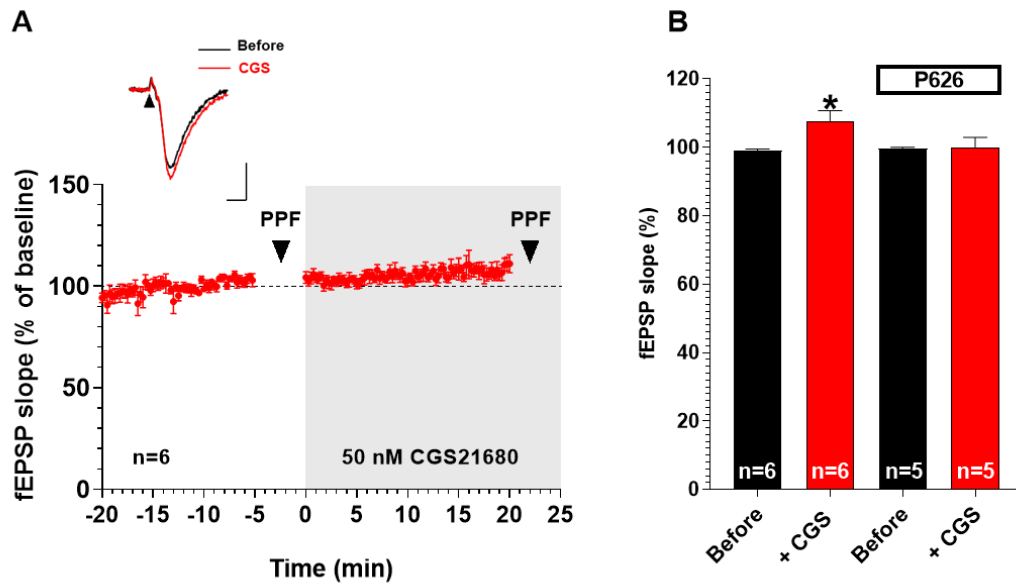 A
Before
CGS
fEPSP slope (% of baseline)
150
100
50
0
PPF
PPF
n=6
50 nM CGS21680
-20 -15 -10 -5 0 5 10 15 20 25
Time (min)
B
P626
fEPSP slope (%)
120
100
80
60
40
20
0
*
n=6 n=6 n=5 n=5
Before + CGS Before + CGS